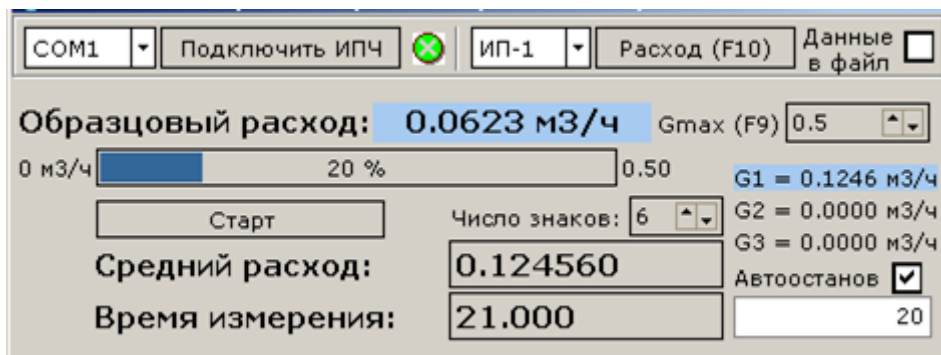 COM1 Подключить ИПЧ ИП-1 Расход (F10) Данные в файл
Образцовый расход: 0.0623 м3/ч Gmax (F9) 0.5
0 м3/ч 20 % 0.50
G1 = 0.1246 м3/ч
Старт Число знаков: 6 G2 = 0.0000 м3/ч
G3 = 0.0000 м3/ч
Средний расход: 0.124560
Автоостанов
Время измерения: 21.000 20